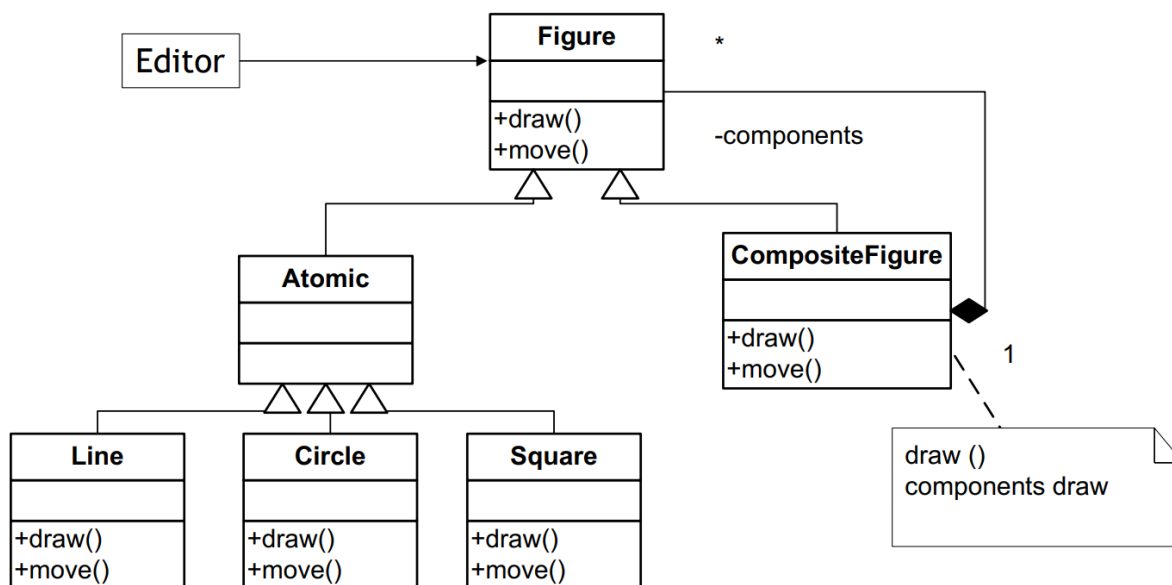 Editor
Figure
+draw()
+move()
*
-components
Atomic
CompositeFigure
+draw()
+move()
1
Line
+draw()
+move()
Circle
+draw()
+move()
Square
+draw()
+move()
draw ()
components draw